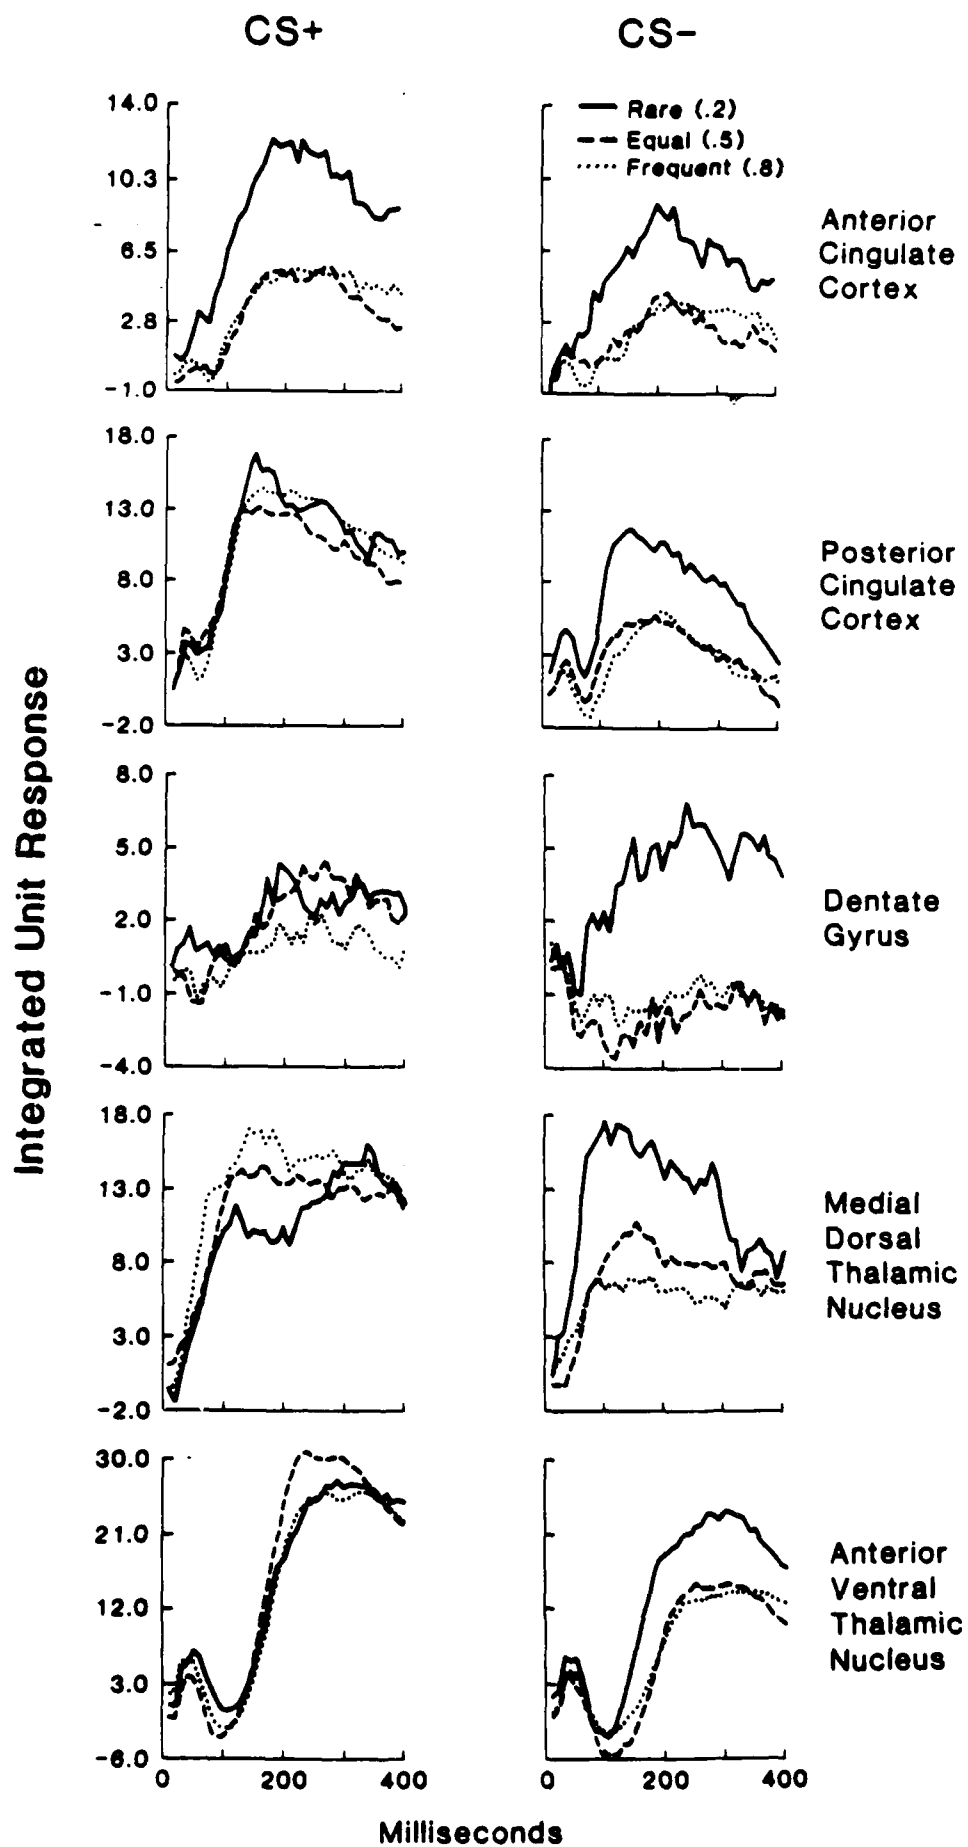 CS+
CS−
Rare (.2)
Equal (.5)
Frequent (.8)
14.0
10.3
6.5
2.8
-1.0
Anterior
Cingulate
Cortex
18.0
13.0
8.0
3.0
-2.0
Posterior
Cingulate
Cortex
8.0
5.0
2.0
-1.0
-4.0
Dentate
Gyrus
18.0
13.0
8.0
3.0
-2.0
Medial
Dorsal
Thalamic
Nucleus
30.0
21.0
12.0
3.0
-6.0
Anterior
Ventral
Thalamic
Nucleus
0 200 400
0 200 400
Milliseconds
Integrated Unit Response